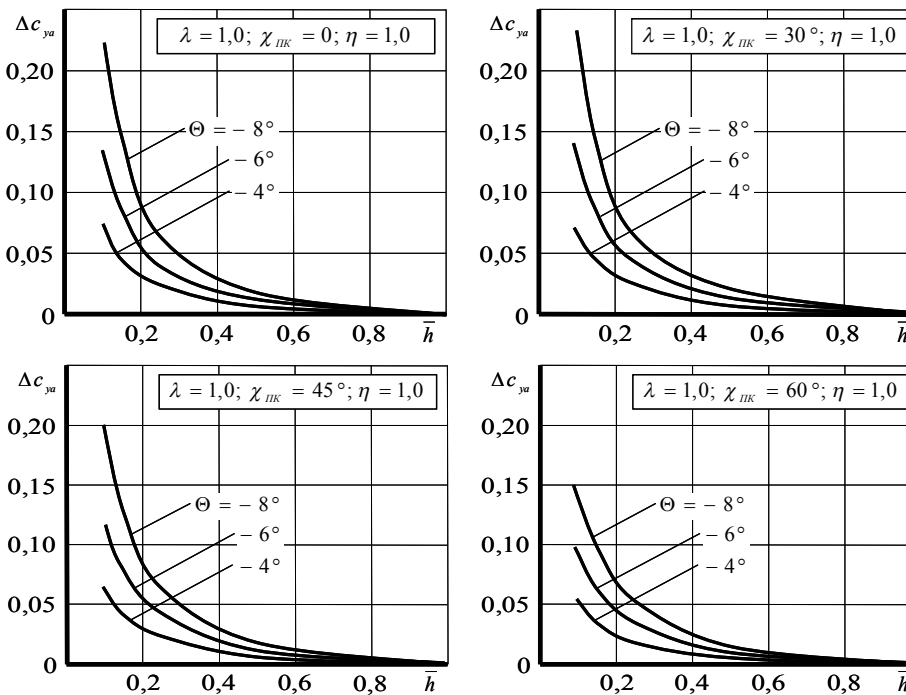 Δc_ya
λ = 1,0; χ_ПК = 0; η = 1,0
0,20
0,15
Θ = – 8°
– 6°
0,10
– 4°
0,05
0
0,2
0,4
0,6
0,8
h̅
Δc_ya
λ = 1,0; χ_ПК = 30°; η = 1,0
0,20
0,15
Θ = – 8°
– 6°
0,10
– 4°
0,05
0
0,2
0,4
0,6
0,8
h̅
Δc_ya
λ = 1,0; χ_ПК = 45°; η = 1,0
0,20
0,15
Θ = – 8°
– 6°
0,10
– 4°
0,05
0
0,2
0,4
0,6
0,8
h̅
Δc_ya
λ = 1,0; χ_ПК = 60°; η = 1,0
0,20
0,15
Θ = – 8°
– 6°
0,10
– 4°
0,05
0
0,2
0,4
0,6
0,8
h̅